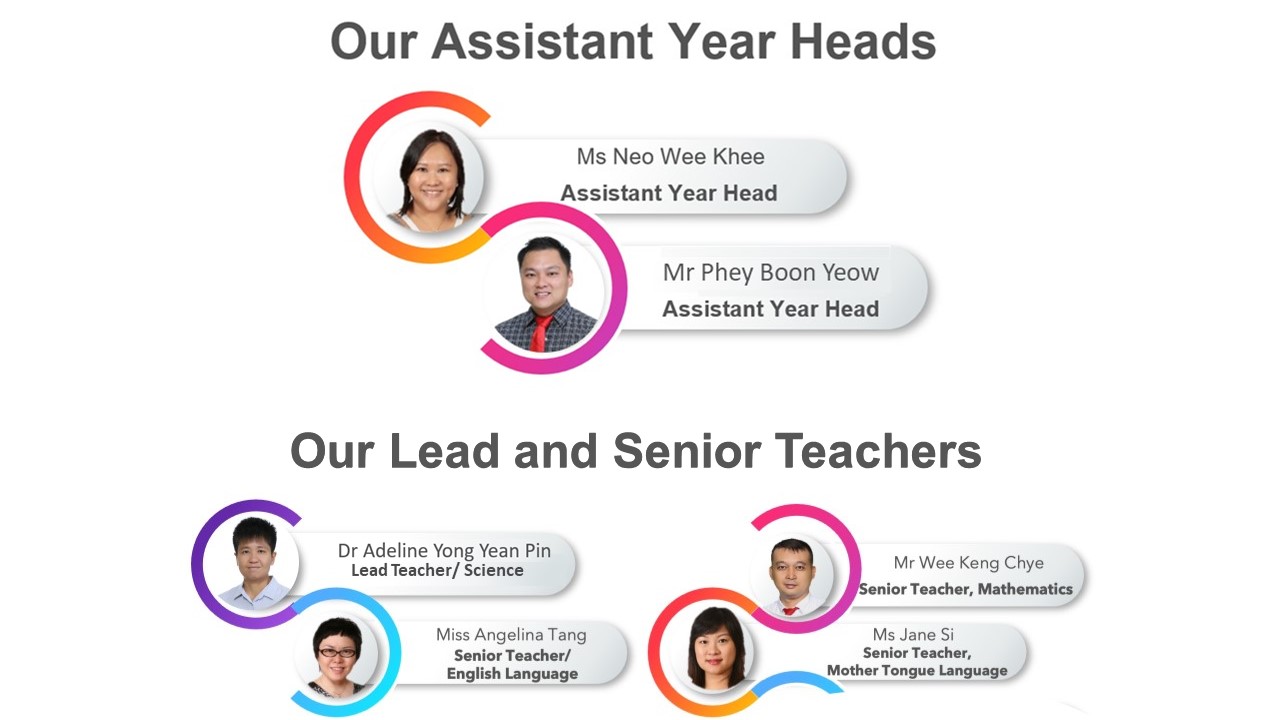 Our Assistant Year Heads
Ms Neo Wee Khee
Assistant Year Head
Mr Phey Boon Yeow
Assistant Year Head
Our Lead and Senior Teachers
Dr Adeline Yong Yean Pin
Lead Teacher/ Science
Miss Angelina Tang
Senior Teacher/
English Language
Mr Wee Keng Chye
Senior Teacher, Mathematics
Ms Jane Si
Senior Teacher,
Mother Tongue Language